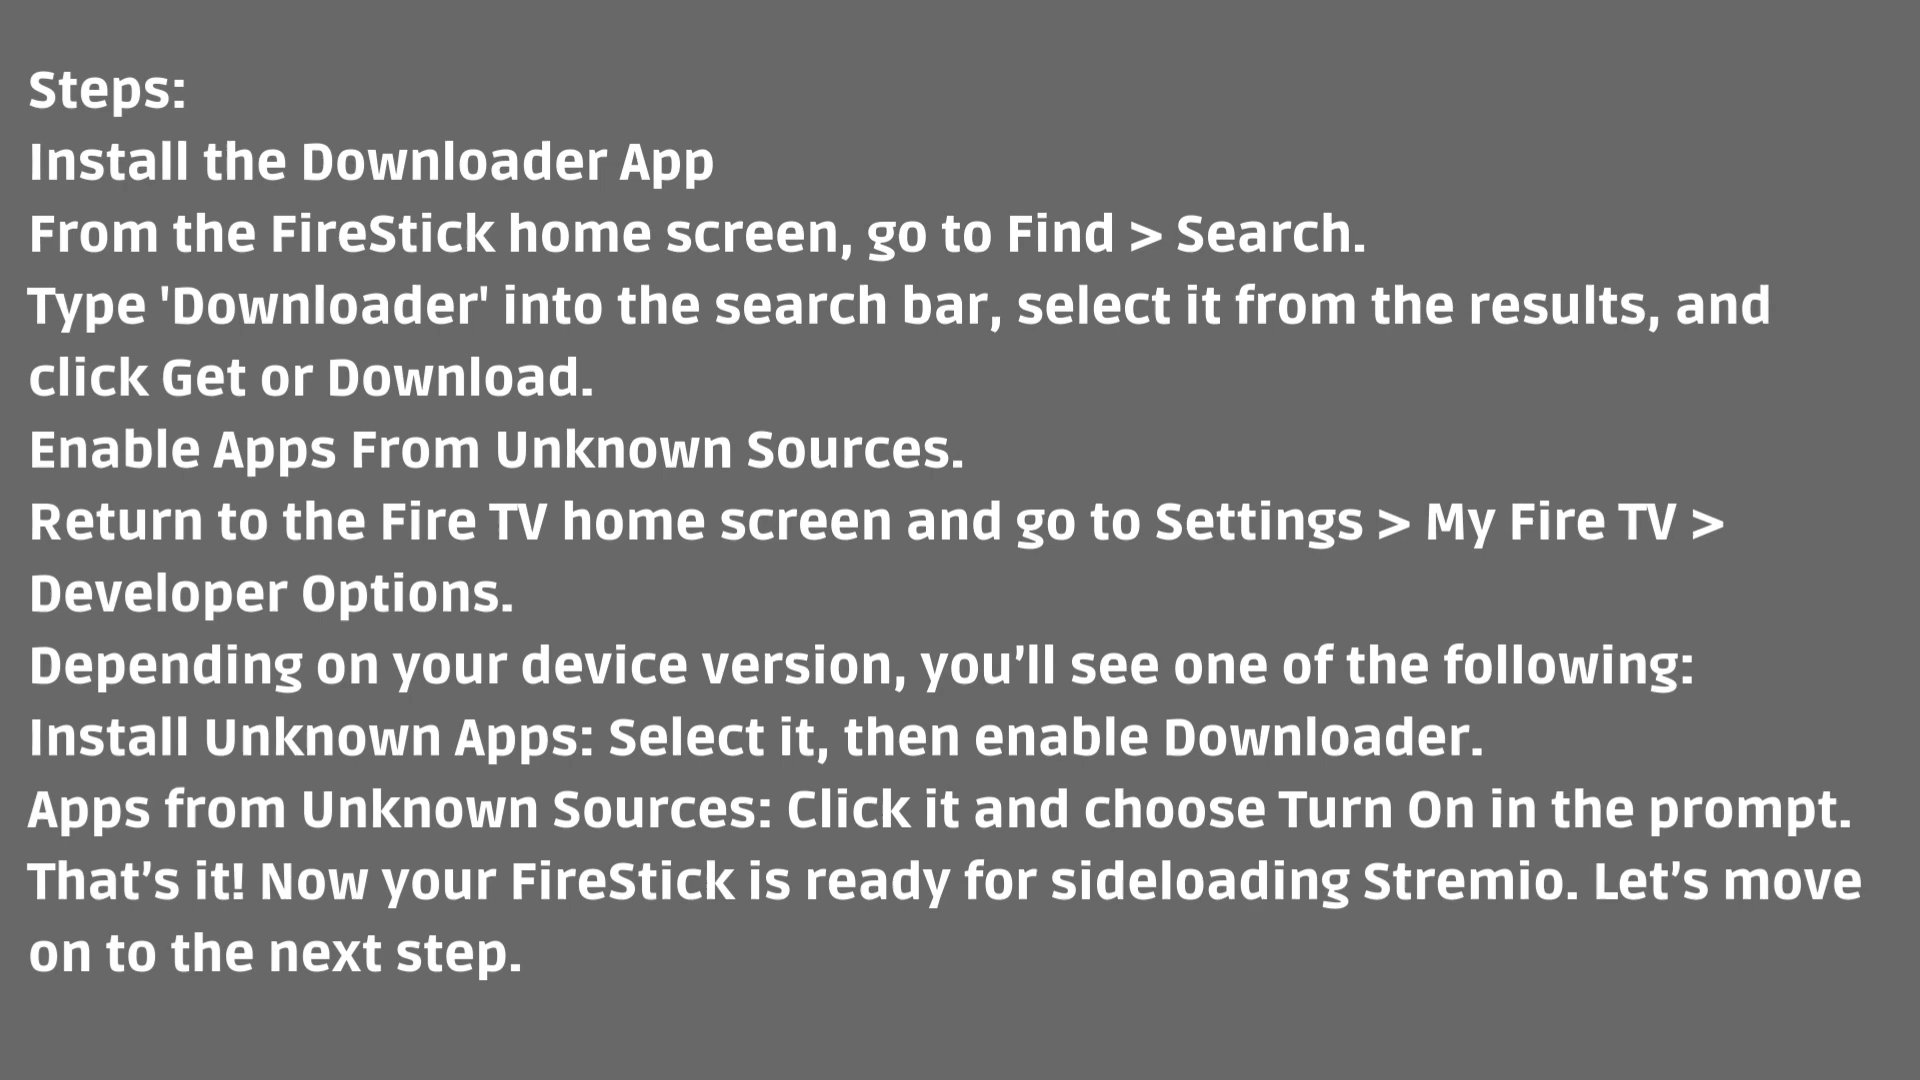 Steps:
Install the Downloader App
From the FireStick home screen, go to Find > Search.
Type 'Downloader' into the search bar, select it from the results, and
click Get or Download.
Enable Apps From Unknown Sources.
Return to the Fire TV home screen and go to Settings > My Fire TV >
Developer Options.
Depending on your device version, you’ll see one of the following:
Install Unknown Apps: Select it, then enable Downloader.
Apps from Unknown Sources: Click it and choose Turn On in the prompt.
That’s it! Now your FireStick is ready for sideloading Stremio. Let’s move
on to the next step.